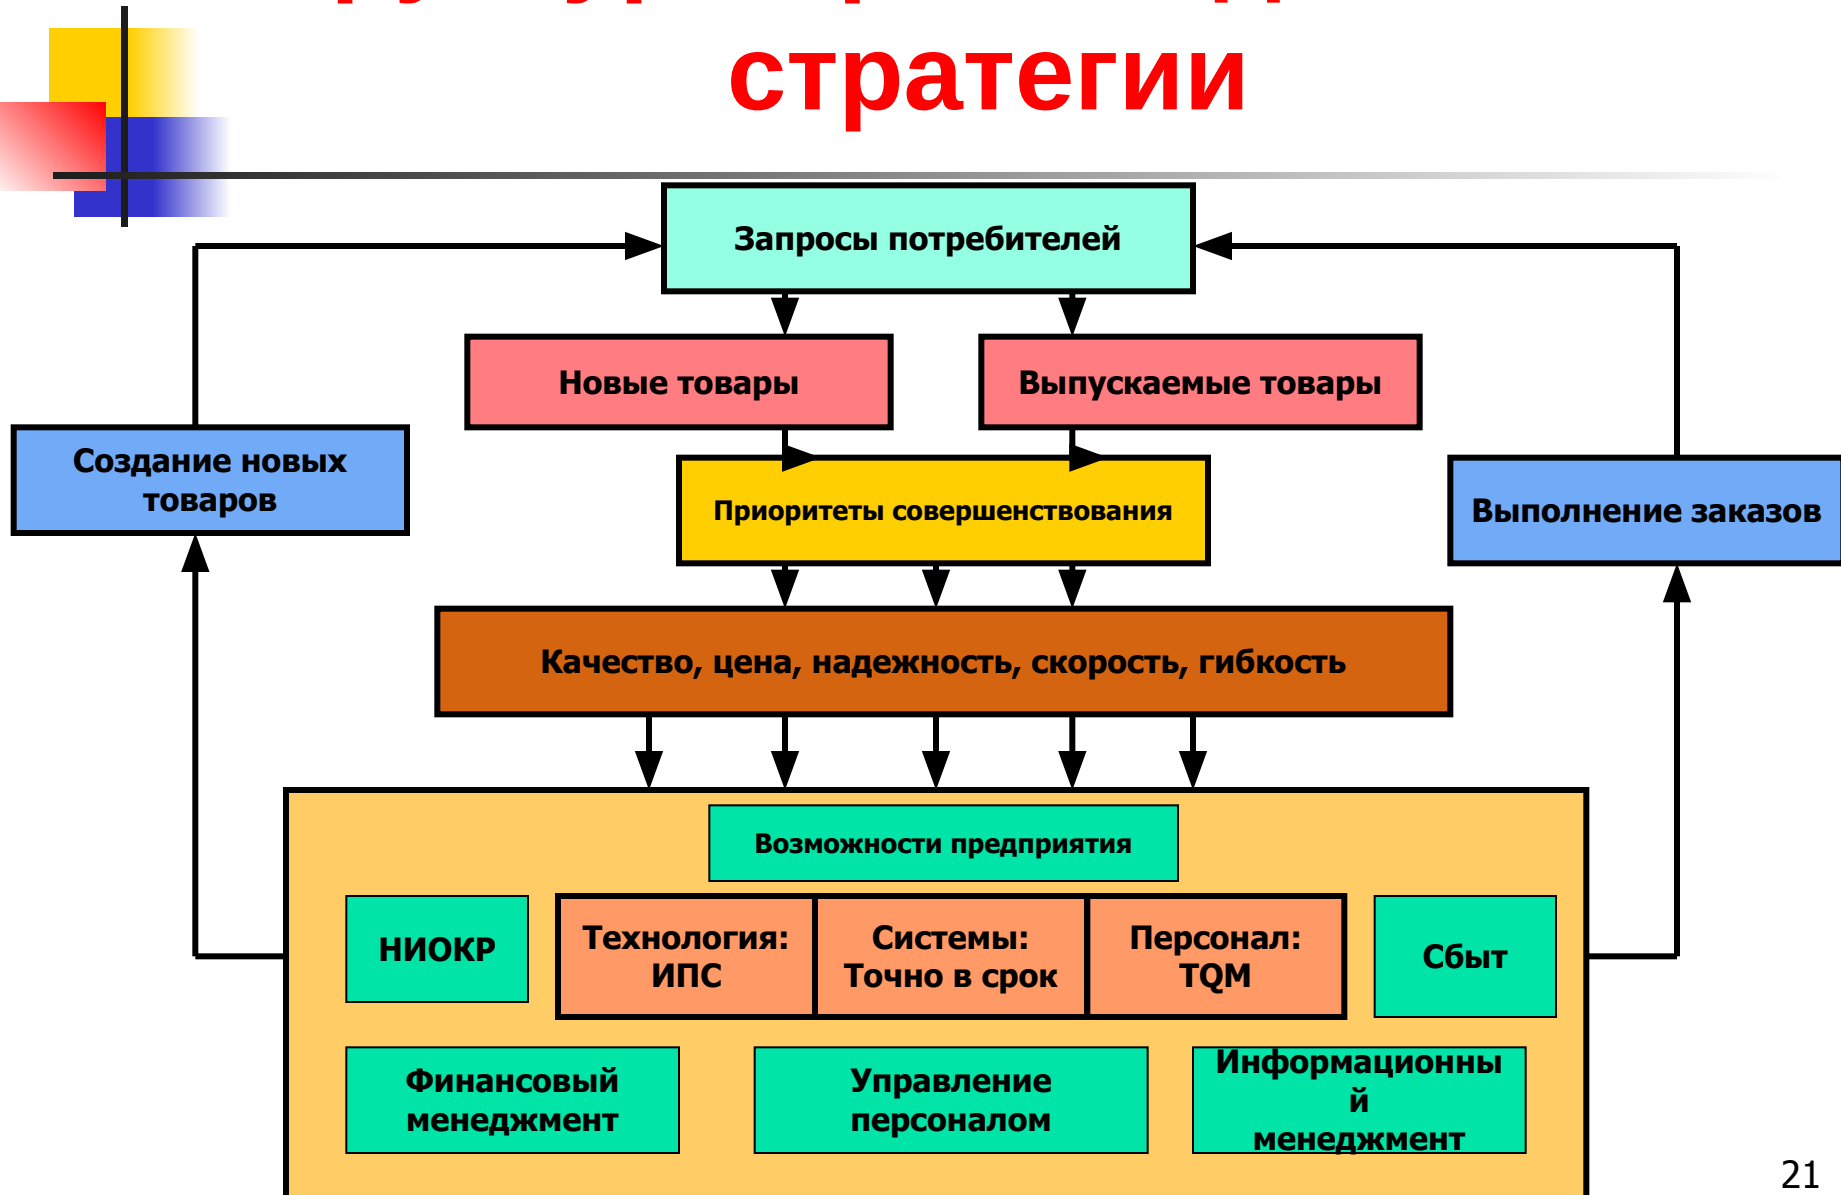 стратегии
Запросы потребителей
Новые товары
Выпускаемые товары
Создание новых
товаров
Приоритеты совершенствования
Выполнение заказов
Качество, цена, надежность, скорость, гибкость
Возможности предприятия
НИОКР
Технология:
ИПС
Системы:
Точно в срок
Персонал:
TQM
Сбыт
Финансовый
менеджмент
Управление
персоналом
Информационны
й
менеджмент
21